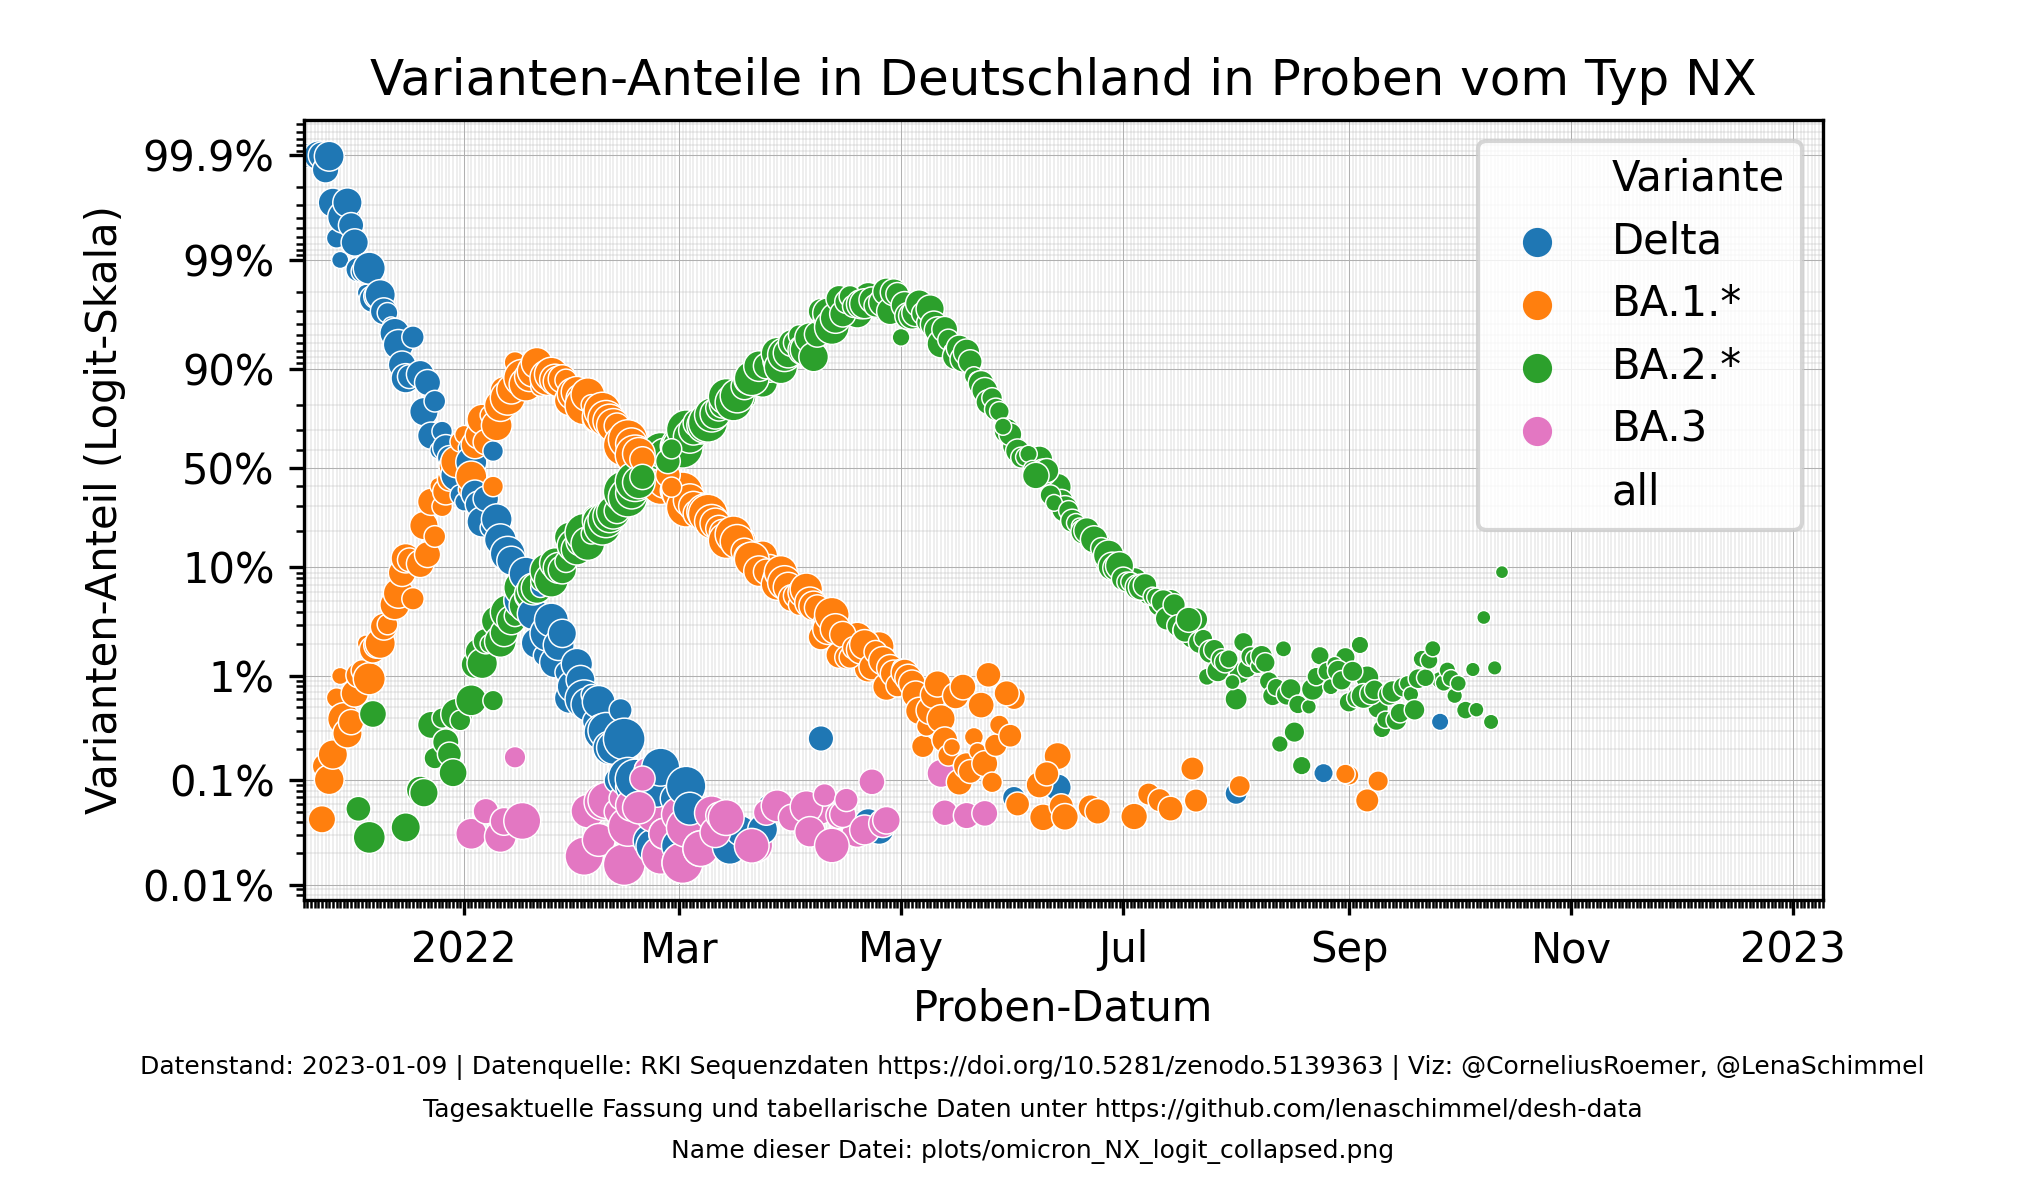 Varianten-Anteile in Deutschland in Proben vom Typ NX
Varianten-Anteil (Logit-Skala)
99.9%
99%
90%
50%
10%
1%
0.1%
0.01%
Variante
Delta
BA.1.*
BA.2.*
BA.3
all
2022
Mar
May
Jul
Sep
Nov
2023
Proben-Datum
Datenstand: 2023-01-09 | Datenquelle: RKI Sequenzdaten https://doi.org/10.5281/zenodo.5139363 | Viz: @CorneliusRoemer, @LenaSchimmel
Tagesaktuelle Fassung und tabellarische Daten unter https://github.com/lenaschimmel/desh-data
Name dieser Datei: plots/omicron_NX_logit_collapsed.png